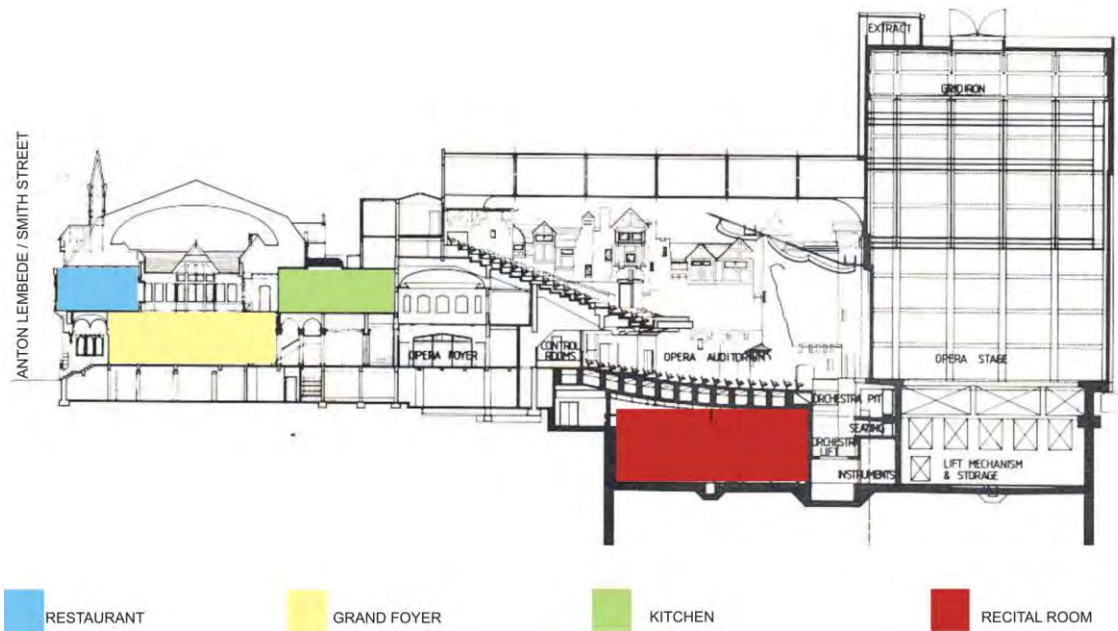 EXTRACT
GRIDIRON
ANTON LEMBEDE / SMITH STREET
OPERA FOYER
CONTROL
ROOMS
OPERA AUDITORIUM
OPERA STAGE
ORCHESTRA PIT
SEATING
ORCHESTRA
LIFT
INSTRUMENTS
LIFT MECHANISM
& STORAGE
RESTAURANT
GRAND FOYER
KITCHEN
RECITAL ROOM